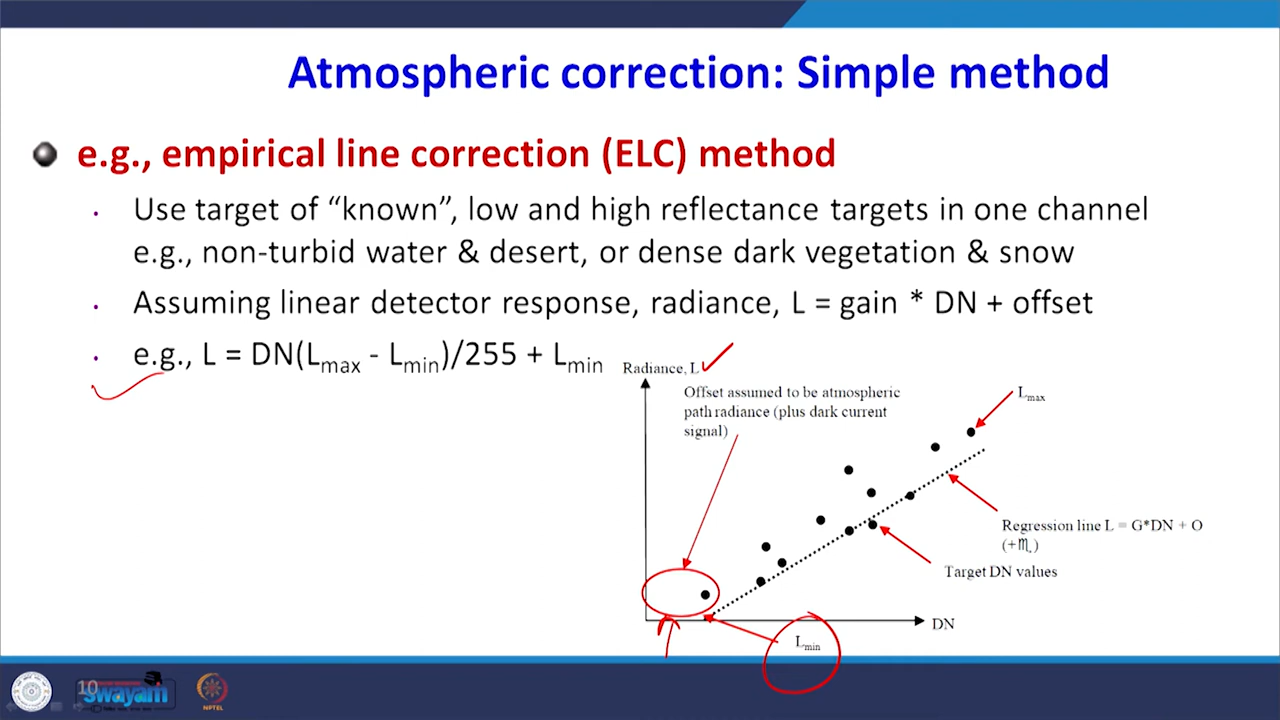 Atmospheric correction: Simple method
e.g., empirical line correction (ELC) method
Use target of “known”, low and high reflectance targets in one channel
e.g., non-turbid water & desert, or dense dark vegetation & snow
Assuming linear detector response, radiance, L = gain * DN + offset
e.g., L = DN(Lmax - Lmin)/255 + Lmin
Radiance, L
Offset assumed to be atmospheric
path radiance (plus dark current
signal)
Lmax
Regression line L = G*DN + O
(+♏)
Target DN values
DN
Lmin
10
swayam
NPTEL